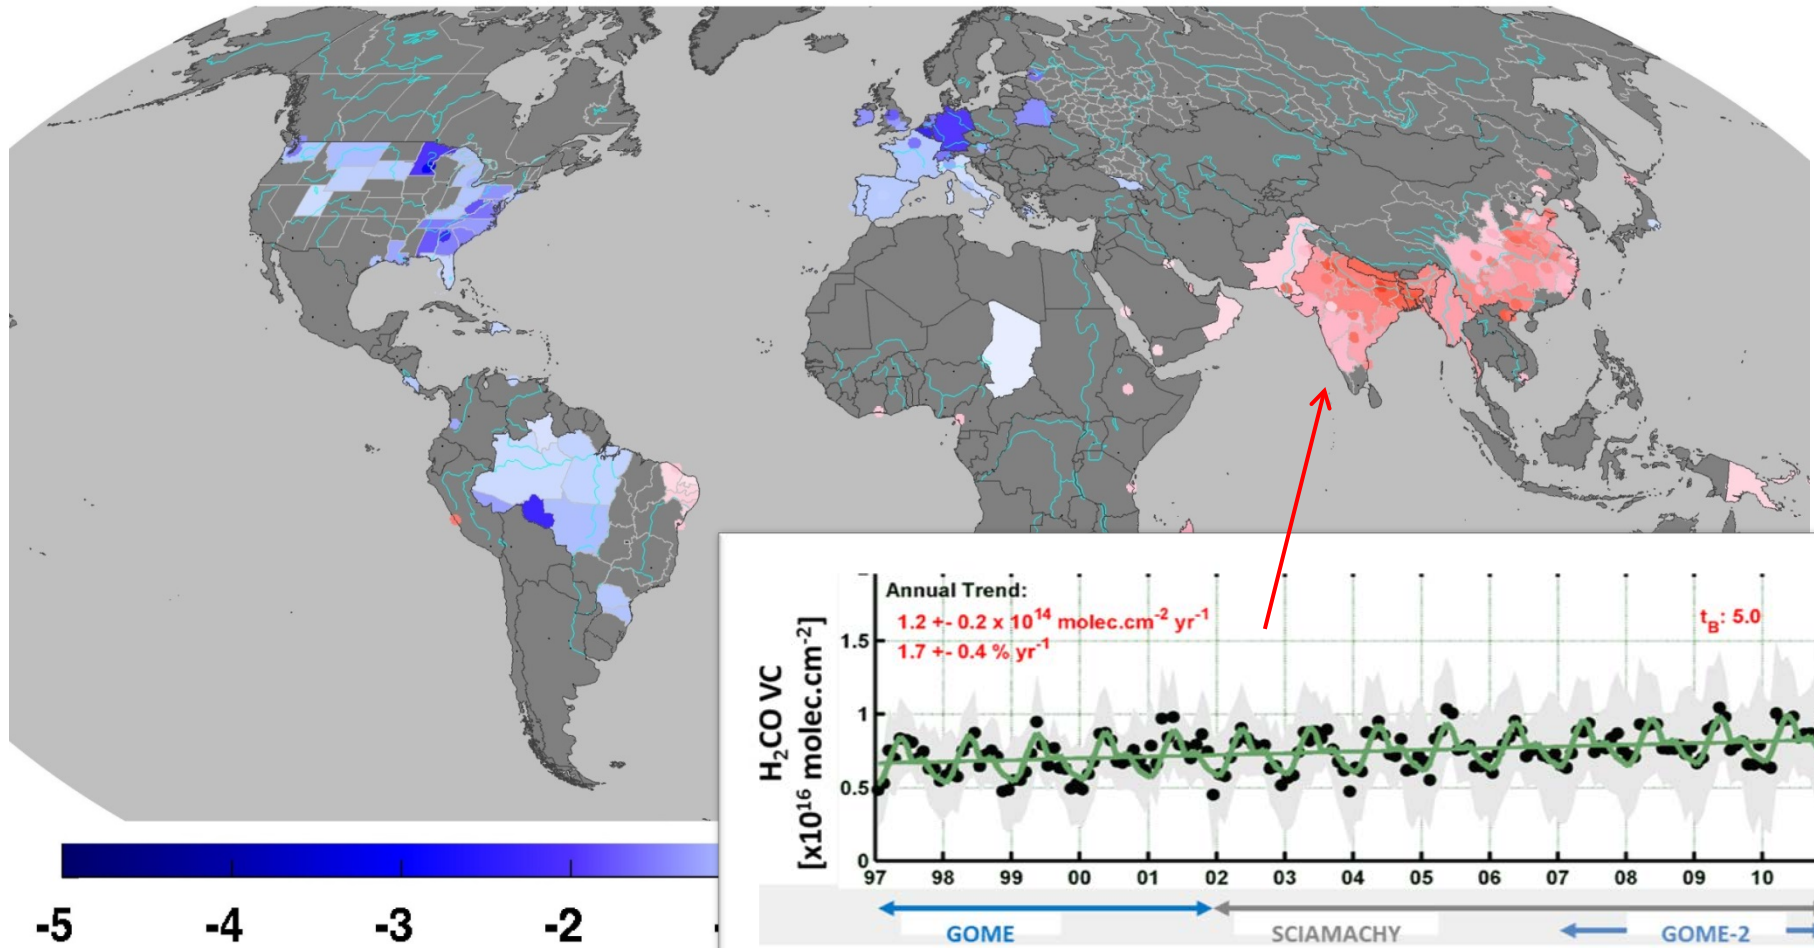 Annual Trend:
1.2 +- 0.2 x 10^14 molec.cm^-2 yr^-1
1.7 +- 0.4 % yr^-1
t_B: 5.0
H2CO VC
[x10^16 molec.cm^-2]
1.5
1
0.5
0
97 98 99 00 01 02 03 04 05 06 07 08 09 10
GOME
SCIAMACHY
GOME-2
-5 -4 -3 -2